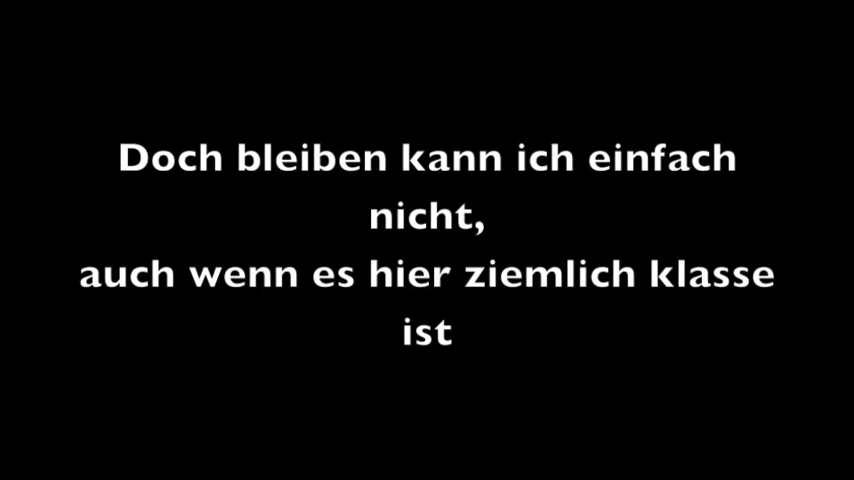 Doch bleiben kann ich einfach
nicht,
auch wenn es hier ziemlich klasse
ist